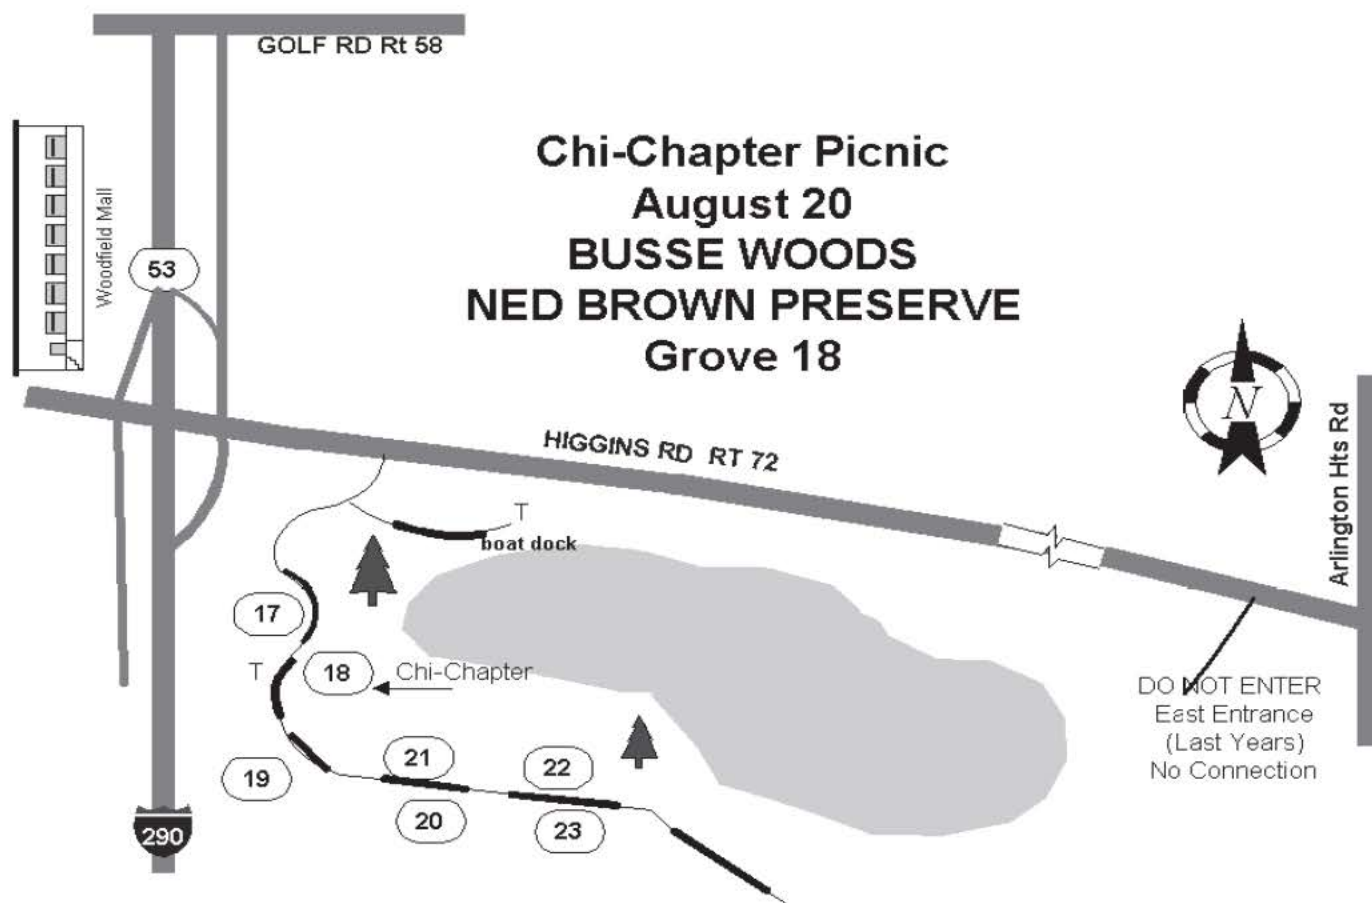 GOLF RD Rt 58
Chi-Chapter Picnic
August 20
BUSSE WOODS
NED BROWN PRESERVE
Grove 18
Woodfield Mall
53
N
Arlington Hts Rd
HIGGINS RD RT 72
T
boat dock
17
T
18
Chi-Chapter
DO NOT ENTER
East Entrance
(Last Years)
No Connection
19
21
22
20
23
290